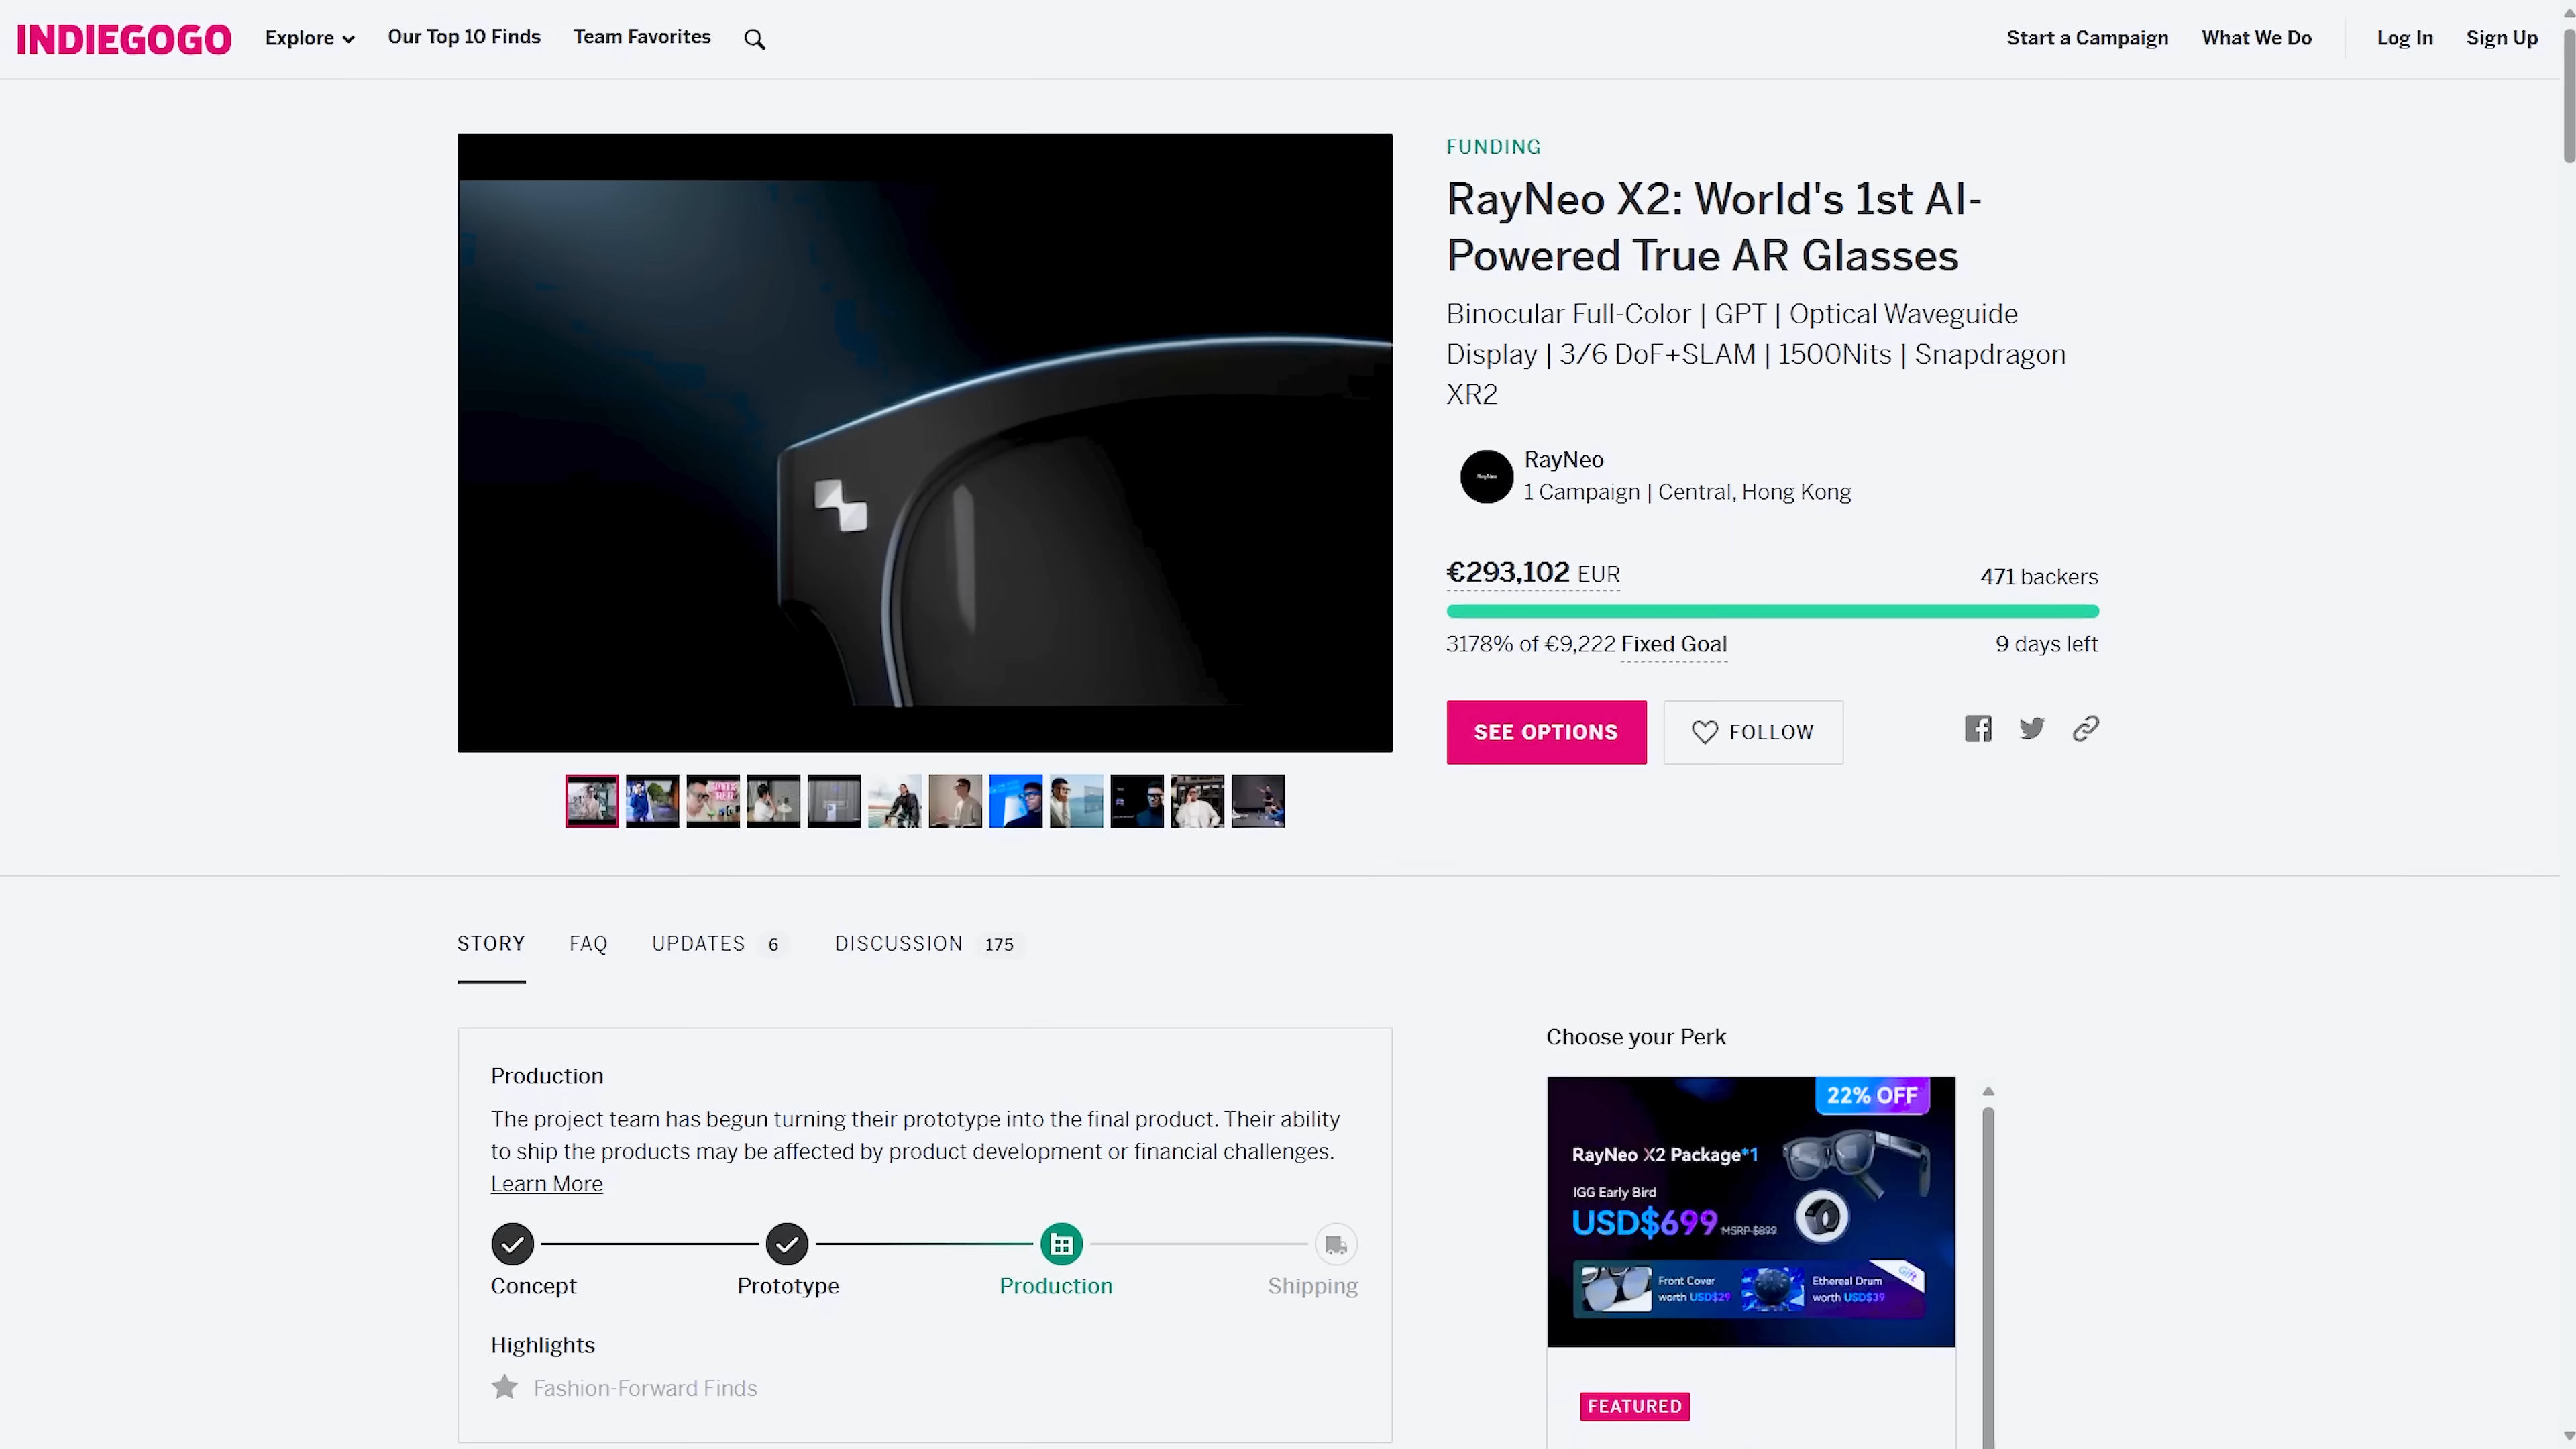 INDIEGOGO
Explore
Our Top 10 Finds
Team Favorites
Start a Campaign
What We Do
Log In
Sign Up
FUNDING
RayNeo X2: World's 1st AI-
Powered True AR Glasses
Binocular Full-Color | GPT | Optical Waveguide
Display | 3/6 DoF+SLAM | 1500Nits | Snapdragon
XR2
RayNeo
RayNeo
1 Campaign | Central, Hong Kong
€293,102 EUR
471 backers
3178% of €9,222 Fixed Goal
9 days left
SEE OPTIONS
FOLLOW
STORY
FAQ
UPDATES 6
DISCUSSION 175
Production
The project team has begun turning their prototype into the final product. Their ability
to ship the products may be affected by product development or financial challenges.
Learn More
Concept
Prototype
Production
Shipping
Highlights
Fashion-Forward Finds
Choose your Perk
22% OFF
RayNeo X2 Package*1
IGG Early Bird
USD$699 MSRP $899
Front Cover
worth USD$29
Ethereal Drum
worth USD$39
Gift
FEATURED